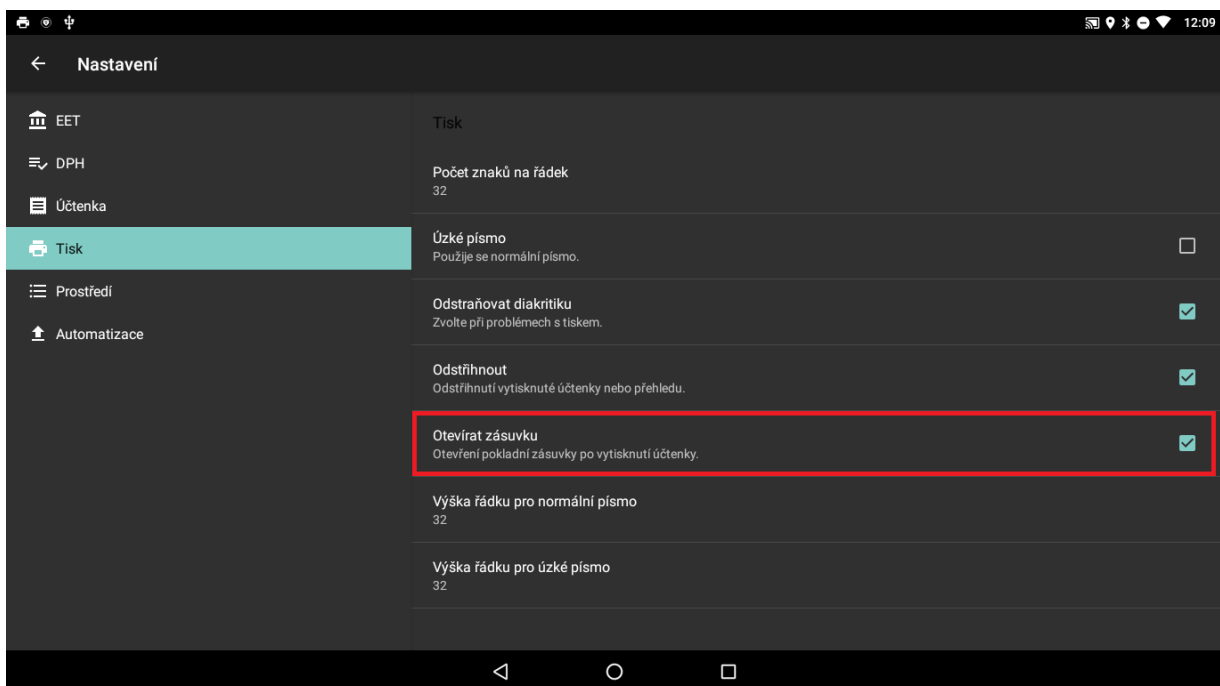 12:09
Nastavení
EET
DPH
Účtenka
Tisk
Prostředí
Automatizace
Tisk
Počet znaků na řádek
32
Úzké písmo
Použije se normální písmo.
Odstraňovat diakritiku
Zvolte při problémech s tiskem.
Odstřihnout
Odstřihnutí vytisknuté účtenky nebo přehledu.
Otevírat zásuvku
Otevření pokladní zásuvky po vytisknutí účtenky.
Výška řádku pro normální písmo
32
Výška řádku pro úzké písmo
32